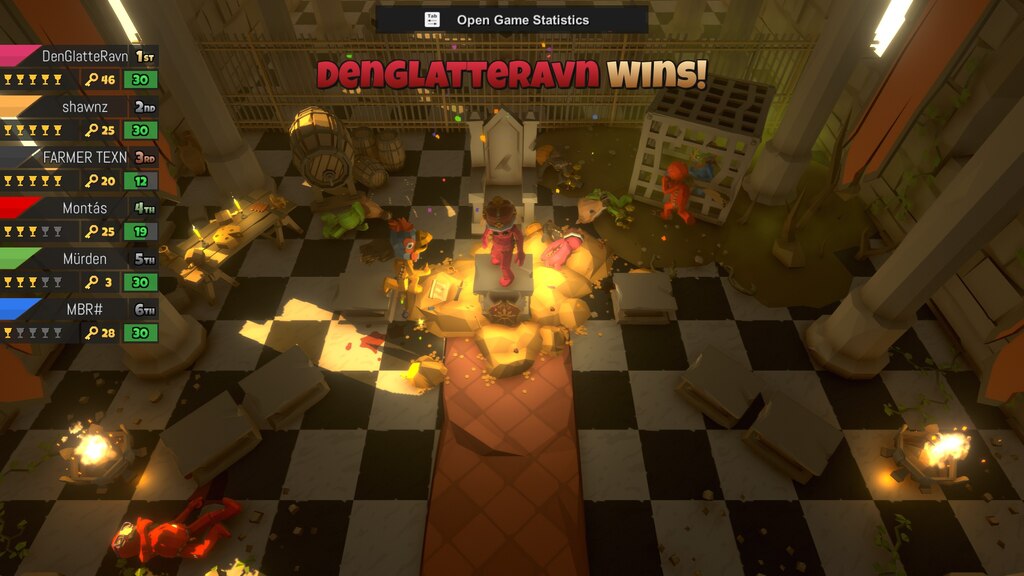 Tab Open Game Statistics
DenGlatteRavn WINS!
DenGlatteRavn 1ST
46 30
shawnz 2ND
25 30
FARMER TEXN 3RD
20 12
Montás 4TH
25 19
Mürden 5TH
3 30
MBR# 6TH
28 30